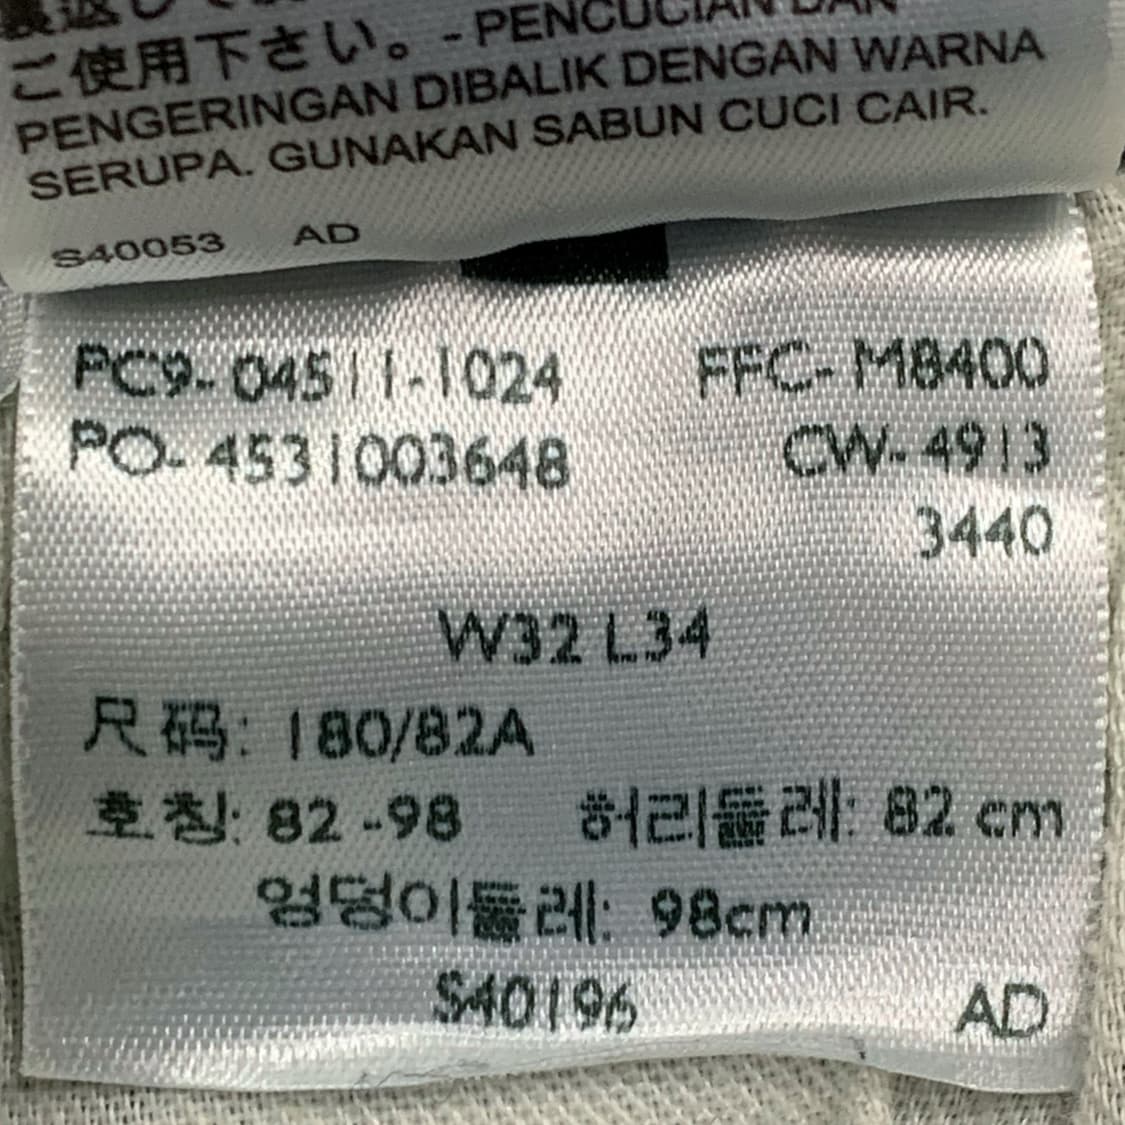 ご使用下さい。-PENCUCIAN DAN
PENGERINGAN DIBALIK DENGAN WARNA
SERUPA. GUNAKAN SABUN CUCI CAIR.
S40053 AD
PC9-04511-1024 FFC-M8400
PO-4531003648 CW-4913
3440
W32 L34
尺码: 180/82A
호칭: 82-98 허리둘레: 82 cm
엉덩이둘레: 98cm
S40196 AD